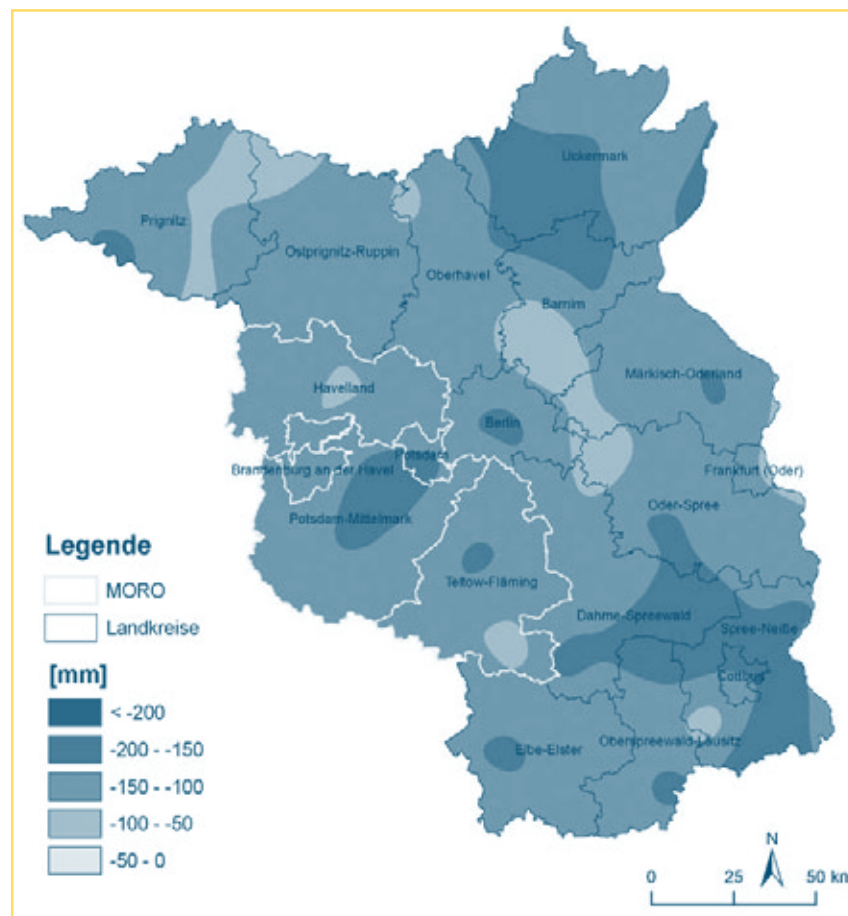 Uckermark
Prignitz
Ostprignitz-Ruppin
Oberhavel
Barnim
Märkisch-Oderland
Havelland
Berlin
Potsdam
Brandenburg an der Havel
Frankfurt (Oder)
Oder-Spree
Potsdam-Mittelmark
Teltow-Fläming
Dahme-Spreewald
Spree-Neiße
Cottbus
Oberspreewald-Lausitz
Elbe-Elster
Legende
MORO
Landkreise
[mm]
< -200
-200 - -150
-150 - -100
-100 - -50
-50 - 0
N
0 25 50 km